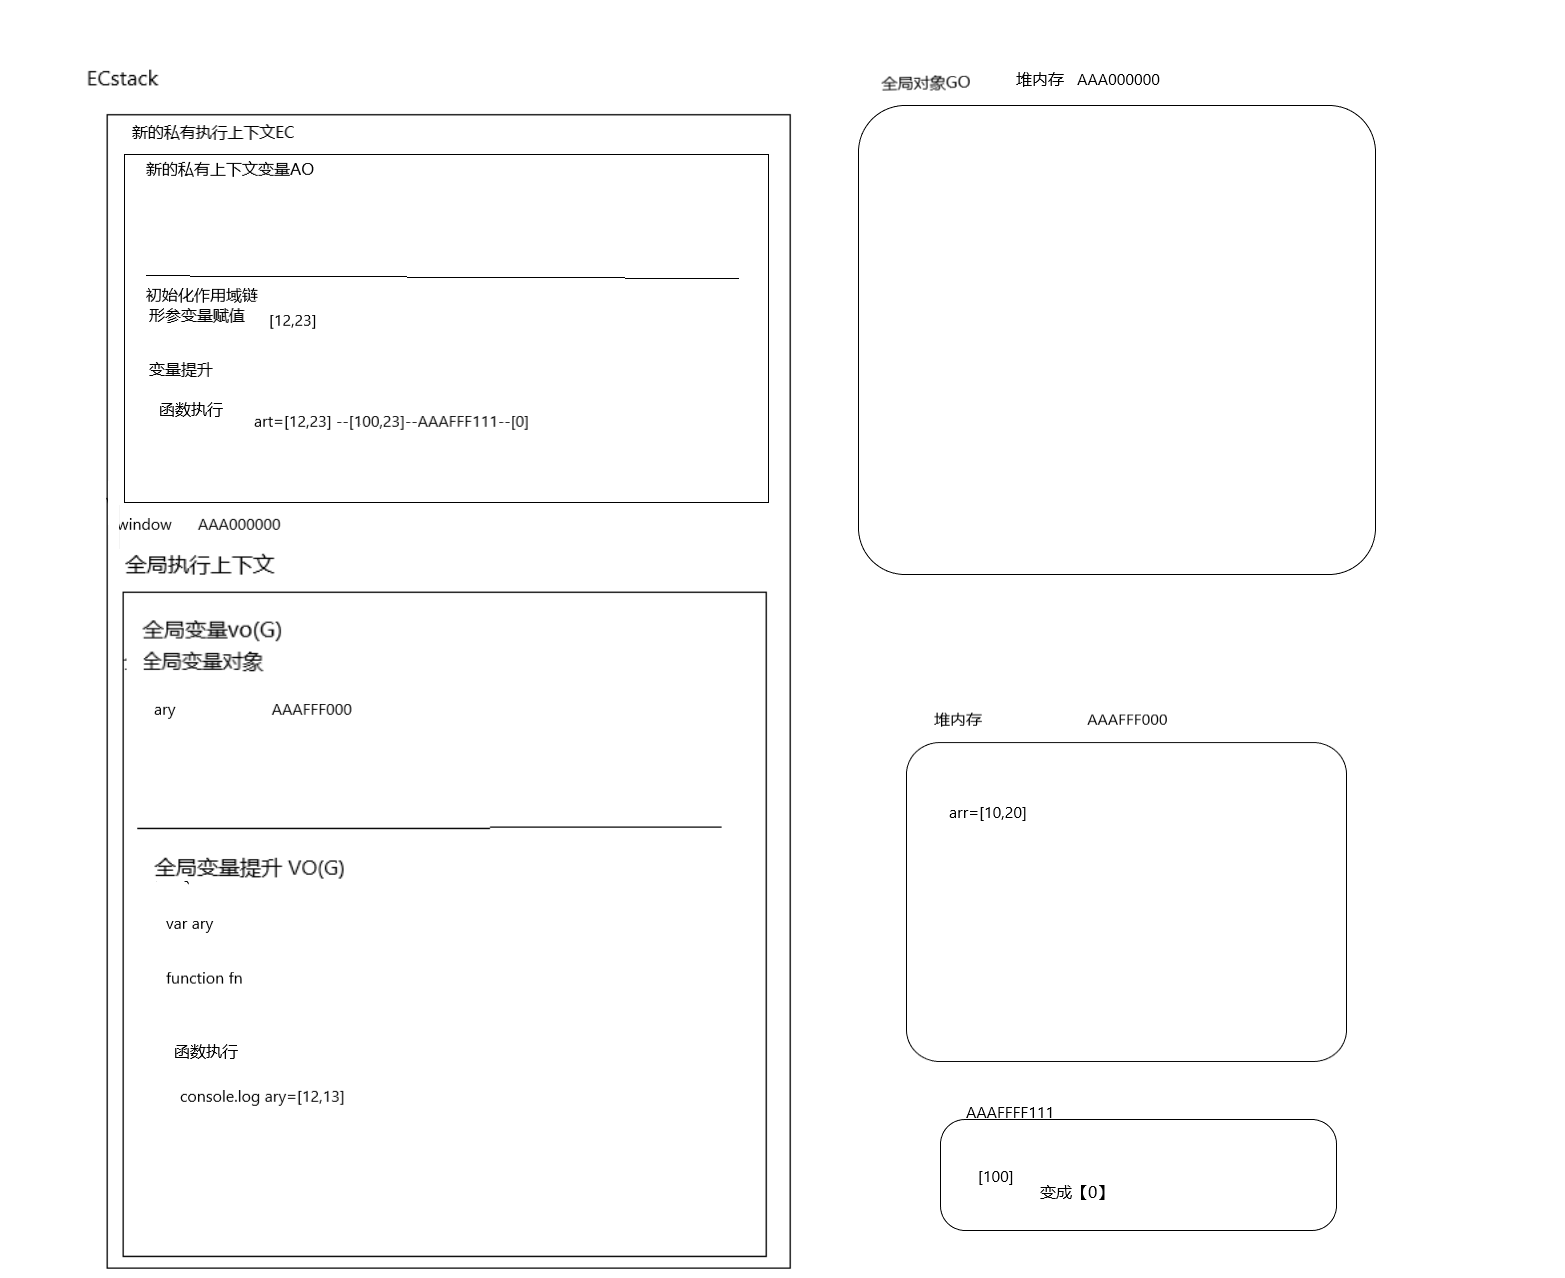 ECstack
新的私有执行上下文EC
新的私有上下文变量AO
初始化作用域链
形参变量赋值 [12,23]
变量提升
函数执行
art=[12,23] --[100,23]--AAAFFF111--[0]
window AAA000000
全局执行上下文
全局变量vo(G)
全局变量对象
ary AAAFFF000
全局变量提升 VO(G)
var ary
function fn
函数执行
console.log ary=[12,13]
全局对象GO 堆内存 AAA000000
堆内存 AAAFFF000
arr=[10,20]
AAAFFFF111
[100]
变成【0】